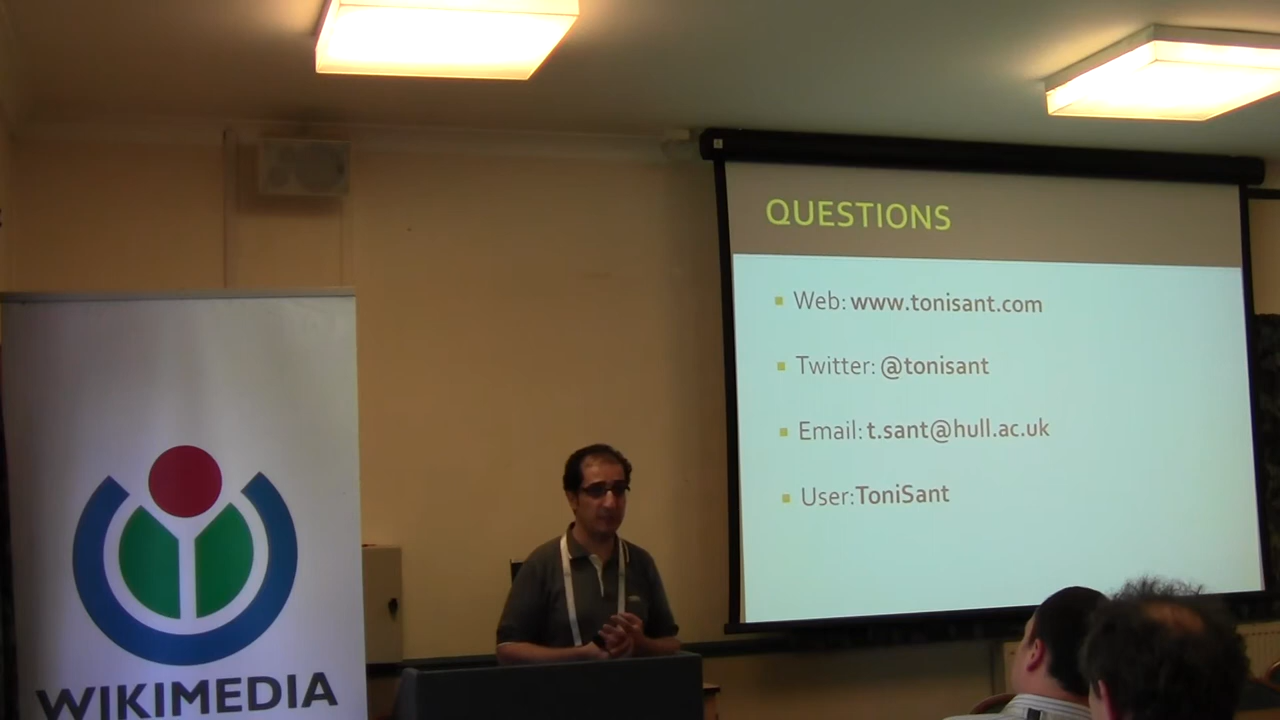 QUESTIONS
Web: www.tonisant.com
Twitter: @tonisant
Email: t.sant@hull.ac.uk
User:ToniSant
WIKIMEDIA